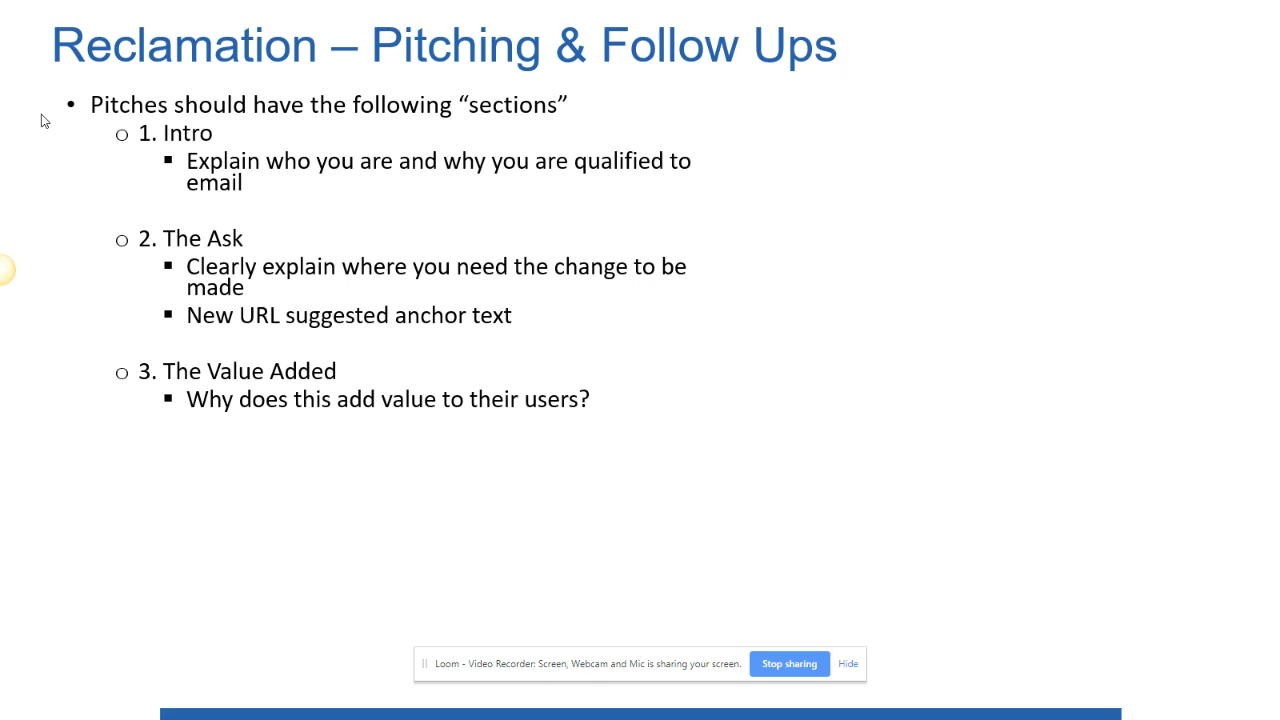 Reclamation – Pitching & Follow Ups
• Pitches should have the following “sections”
o 1. Intro
▪ Explain who you are and why you are qualified to
email
o 2. The Ask
▪ Clearly explain where you need the change to be
made
▪ New URL suggested anchor text
o 3. The Value Added
▪ Why does this add value to their users?
Loom - Video Recorder: Screen, Webcam and Mic is sharing your screen. Stop sharing Hide